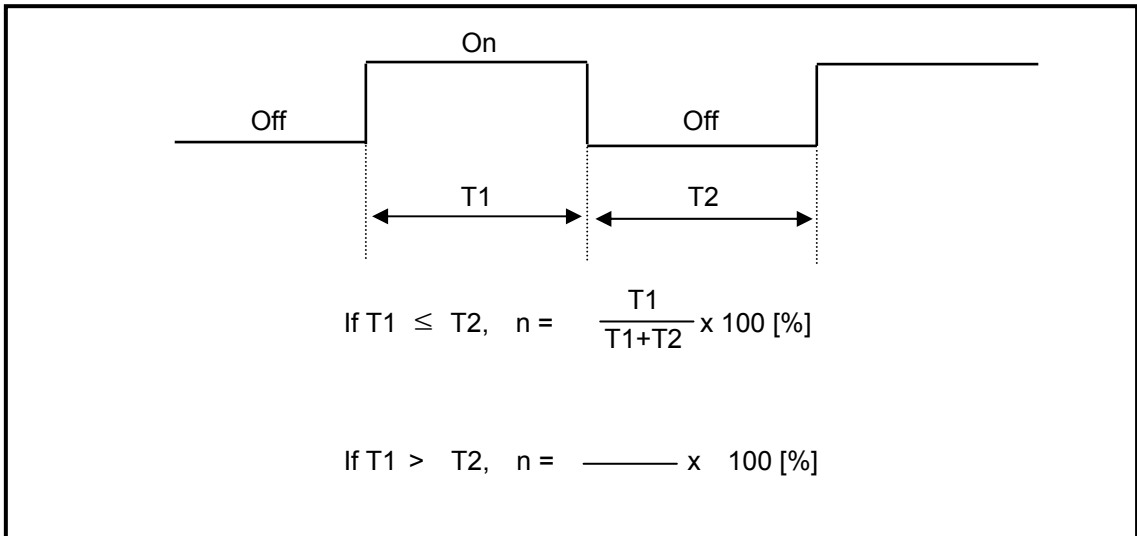 On
Off Off
T1 T2
If T1 ≤ T2, n = T1 / T1+T2 x 100 [%]
If T1 > T2, n = ——— x 100 [%]